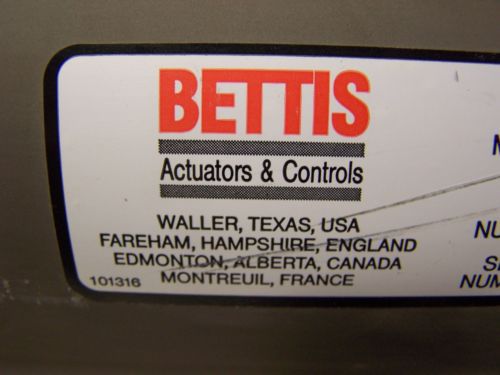 BETTIS
Actuators & Controls
WALLER, TEXAS, USA
FAREHAM, HAMPSHIRE, ENGLAND
EDMONTON, ALBERTA, CANADA
MONTREUIL, FRANCE
101316